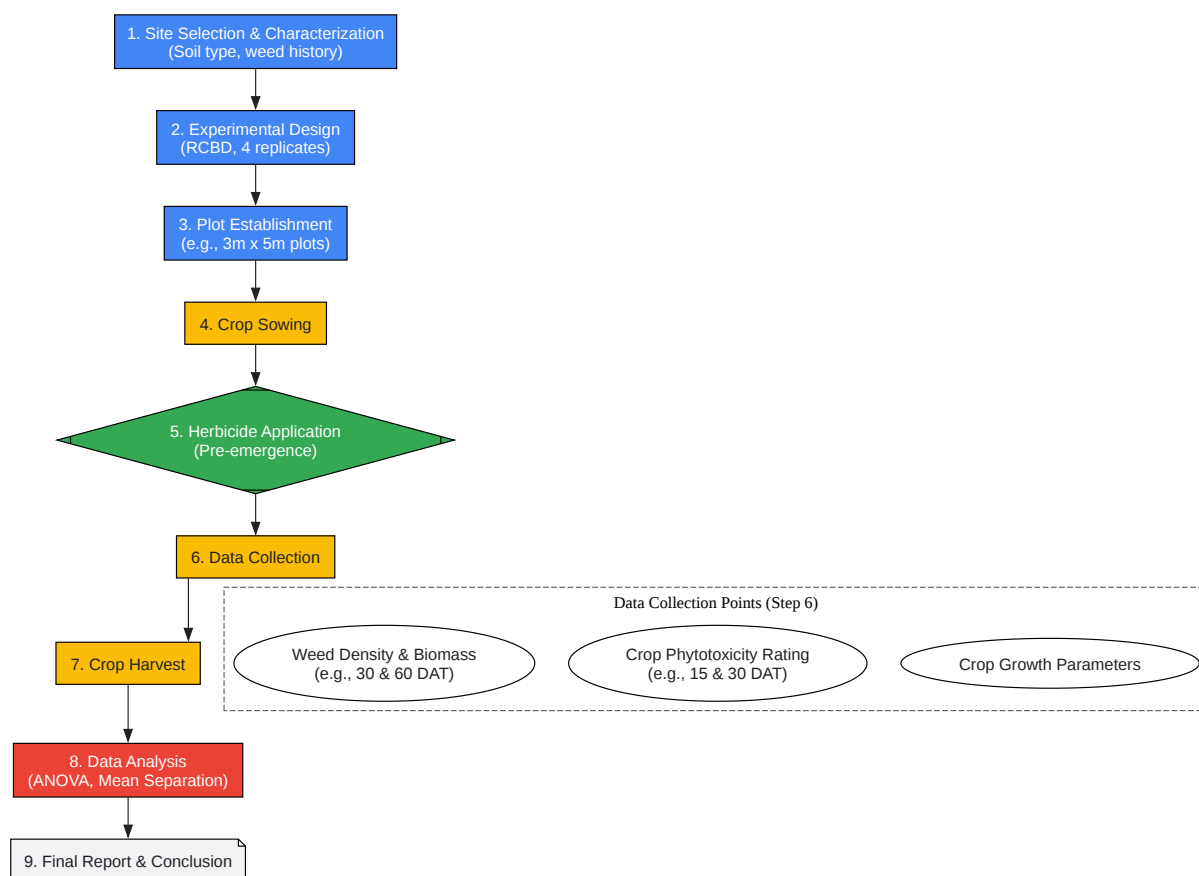 1. Site Selection & Characterization
(Soil type, weed history)
2. Experimental Design
(RCBD, 4 replicates)
3. Plot Establishment
(e.g., 3m x 5m plots)
4. Crop Sowing
5. Herbicide Application
(Pre-emergence)
6. Data Collection
Data Collection Points (Step 6)
Weed Density & Biomass
(e.g., 30 & 60 DAT)
Crop Phytotoxicity Rating
(e.g., 15 & 30 DAT)
Crop Growth Parameters
7. Crop Harvest
8. Data Analysis
(ANOVA, Mean Separation)
9. Final Report & Conclusion